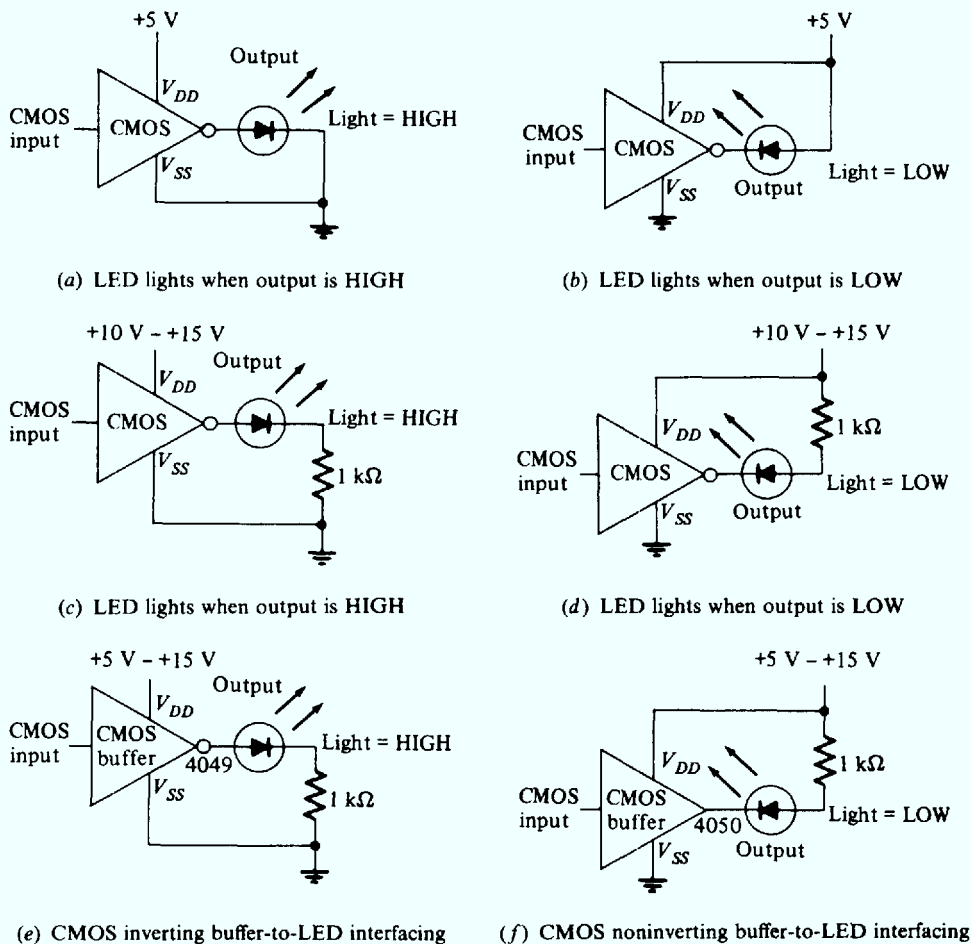 +5 V
Output
V_DD
CMOS input
CMOS
Light = HIGH
V_SS
(a) LED lights when output is HIGH
+5 V
V_DD
CMOS input
CMOS
Light = LOW
Output
V_SS
(b) LED lights when output is LOW
+10 V – +15 V
Output
V_DD
CMOS input
CMOS
Light = HIGH
V_SS
1 kΩ
(c) LED lights when output is HIGH
+10 V – +15 V
1 kΩ
V_DD
CMOS input
CMOS
Light = LOW
Output
V_SS
(d) LED lights when output is LOW
+5 V – +15 V
Output
V_DD
CMOS input
CMOS buffer
4049
Light = HIGH
V_SS
1 kΩ
(e) CMOS inverting buffer-to-LED interfacing
+5 V – +15 V
1 kΩ
V_DD
CMOS input
CMOS buffer
4050
Light = LOW
Output
V_SS
(f) CMOS noninverting buffer-to-LED interfacing